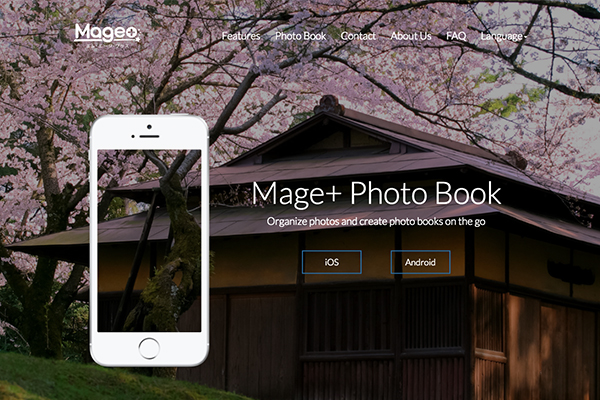 Mage+
Features Photo Book Contact About Us FAQ Language
Mage+ Photo Book
Organize photos and create photo books on the go
iOS Android